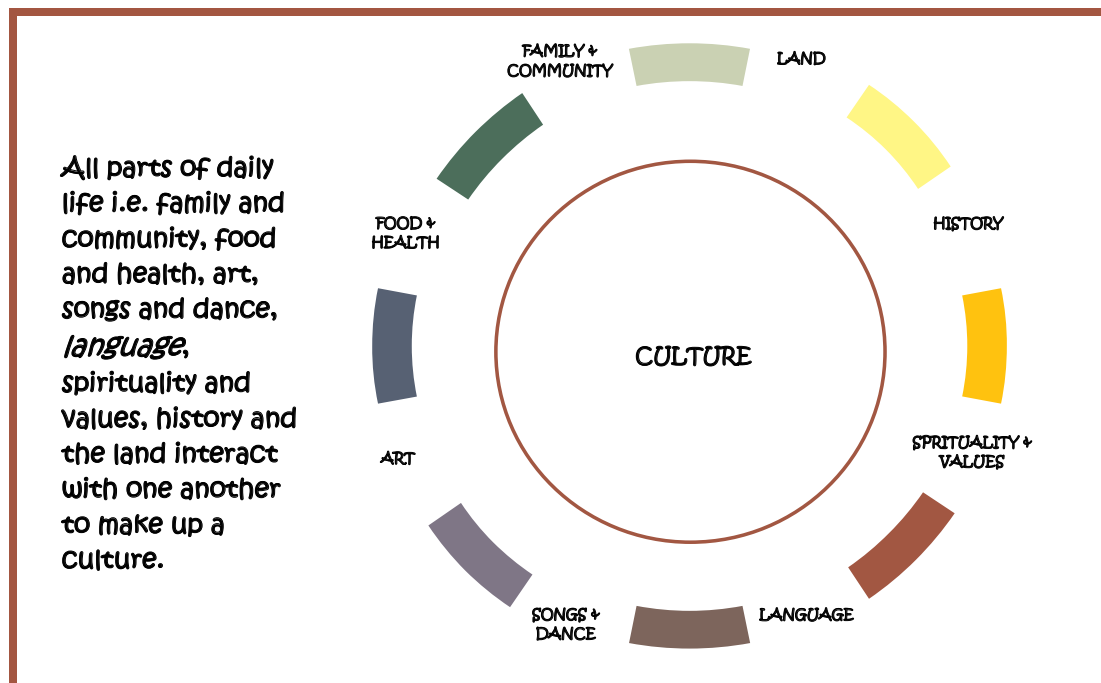 All parts of daily
life i.e. family and
community, food
and health, art,
songs and dance,
language,
spirituality and
values, history and
the land interact
with one another
to make up a
culture.
FAMILY &
COMMUNITY
LAND
HISTORY
SPRITUALITY &
VALUES
LANGUAGE
SONGS &
DANCE
ART
FOOD &
HEALTH
CULTURE